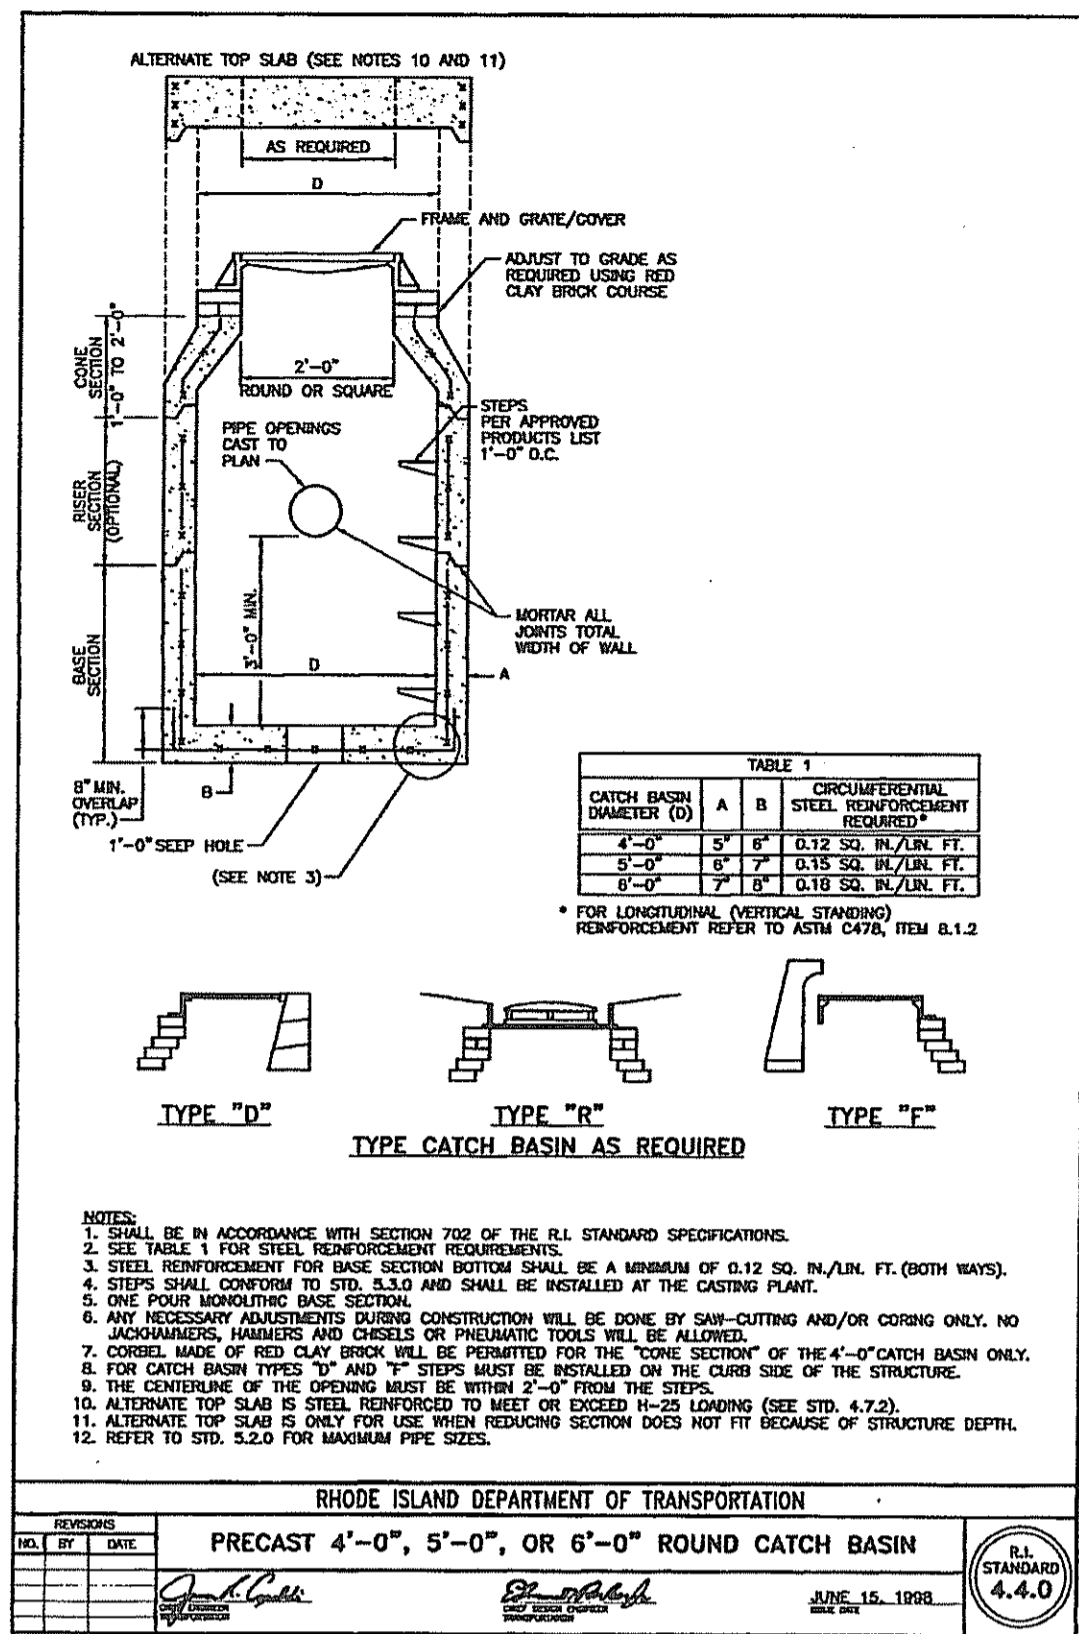 ALTERNATE TOP SLAB (SEE NOTES 10 AND 11)
AS REQUIRED
D
FRAME AND GRATE/COVER
ADJUST TO GRADE AS
REQUIRED USING RED
CLAY BRICK COURSE
CONE
SECTION
1'-0" TO 2'-0"
2'-0"
ROUND OR SQUARE
STEPS
PER APPROVED
PRODUCTS LIST
1'-0" O.C.
PIPE OPENINGS
CAST TO
PLAN
RISER
SECTION
(OPTIONAL)
3'-0" MIN.
MORTAR ALL
JOINTS TOTAL
WIDTH OF WALL
BASE
SECTION
D
A
B
8" MIN.
OVERLAP
(TYP.)
1'-0" SEEP HOLE
(SEE NOTE 3)
TABLE 1
CATCH BASIN DIAMETER (D) A B CIRCUMFERENTIAL STEEL REINFORCEMENT REQUIRED*
4'-0" 5" 6" 0.12 SQ. IN./LIN. FT.
5'-0" 6" 7" 0.15 SQ. IN./LIN. FT.
6'-0" 7" 8" 0.18 SQ. IN./LIN. FT.
* FOR LONGITUDINAL (VERTICAL STANDING)
REINFORCEMENT REFER TO ASTM C478, ITEM 8.1.2
TYPE "D"
TYPE "R"
TYPE "F"
TYPE CATCH BASIN AS REQUIRED
NOTES:
1. SHALL BE IN ACCORDANCE WITH SECTION 702 OF THE R.I. STANDARD SPECIFICATIONS.
2. SEE TABLE 1 FOR STEEL REINFORCEMENT REQUIREMENTS.
3. STEEL REINFORCEMENT FOR BASE SECTION BOTTOM SHALL BE A MINIMUM OF 0.12 SQ. IN./LIN. FT. (BOTH WAYS).
4. STEPS SHALL CONFORM TO STD. 5.3.0 AND SHALL BE INSTALLED AT THE CASTING PLANT.
5. ONE POUR MONOLITHIC BASE SECTION.
6. ANY NECESSARY ADJUSTMENTS DURING CONSTRUCTION WILL BE DONE BY SAW-CUTTING AND/OR CORING ONLY. NO
JACKHAMMERS, HAMMERS AND CHISELS OR PNEUMATIC TOOLS WILL BE ALLOWED.
7. CORBEL MADE OF RED CLAY BRICK WILL BE PERMITTED FOR THE "CONE SECTION" OF THE 4'-0" CATCH BASIN ONLY.
8. FOR CATCH BASIN TYPES "D" AND "F" STEPS MUST BE INSTALLED ON THE CURB SIDE OF THE STRUCTURE.
9. THE CENTERLINE OF THE OPENING MUST BE WITHIN 2'-0" FROM THE STEPS.
10. ALTERNATE TOP SLAB IS STEEL REINFORCED TO MEET OR EXCEED H-25 LOADING (SEE STD. 4.7.2).
11. ALTERNATE TOP SLAB IS ONLY FOR USE WHEN REDUCING SECTION DOES NOT FIT BECAUSE OF STRUCTURE DEPTH.
12. REFER TO STD. 5.2.0 FOR MAXIMUM PIPE SIZES.
RHODE ISLAND DEPARTMENT OF TRANSPORTATION
REVISIONS
NO. BY DATE
PRECAST 4'-0", 5'-0", OR 6'-0" ROUND CATCH BASIN
CHIEF ENGINEER
TRANSPORTATION
CHIEF DESIGN ENGINEER
TRANSPORTATION
JUNE 15, 1998
ISSUE DATE
R.I.
STANDARD
4.4.0